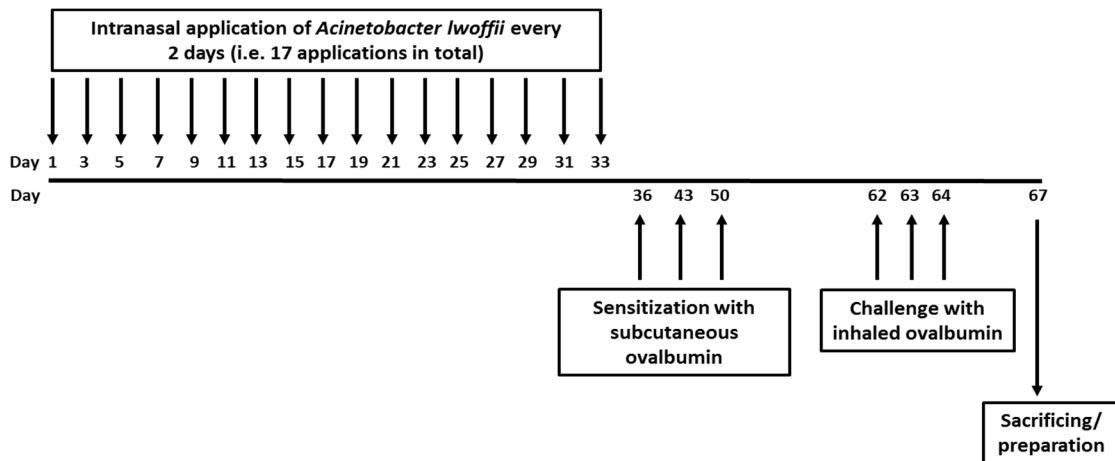 Intranasal application of Acinetobacter lwoffii every
2 days (i.e. 17 applications in total)
Day 1 3 5 7 9 11 13 15 17 19 21 23 25 27 29 31 33
Day 36 43 50 62 63 64 67
Sensitization with
subcutaneous
ovalbumin
Challenge with
inhaled ovalbumin
Sacrificing/
preparation